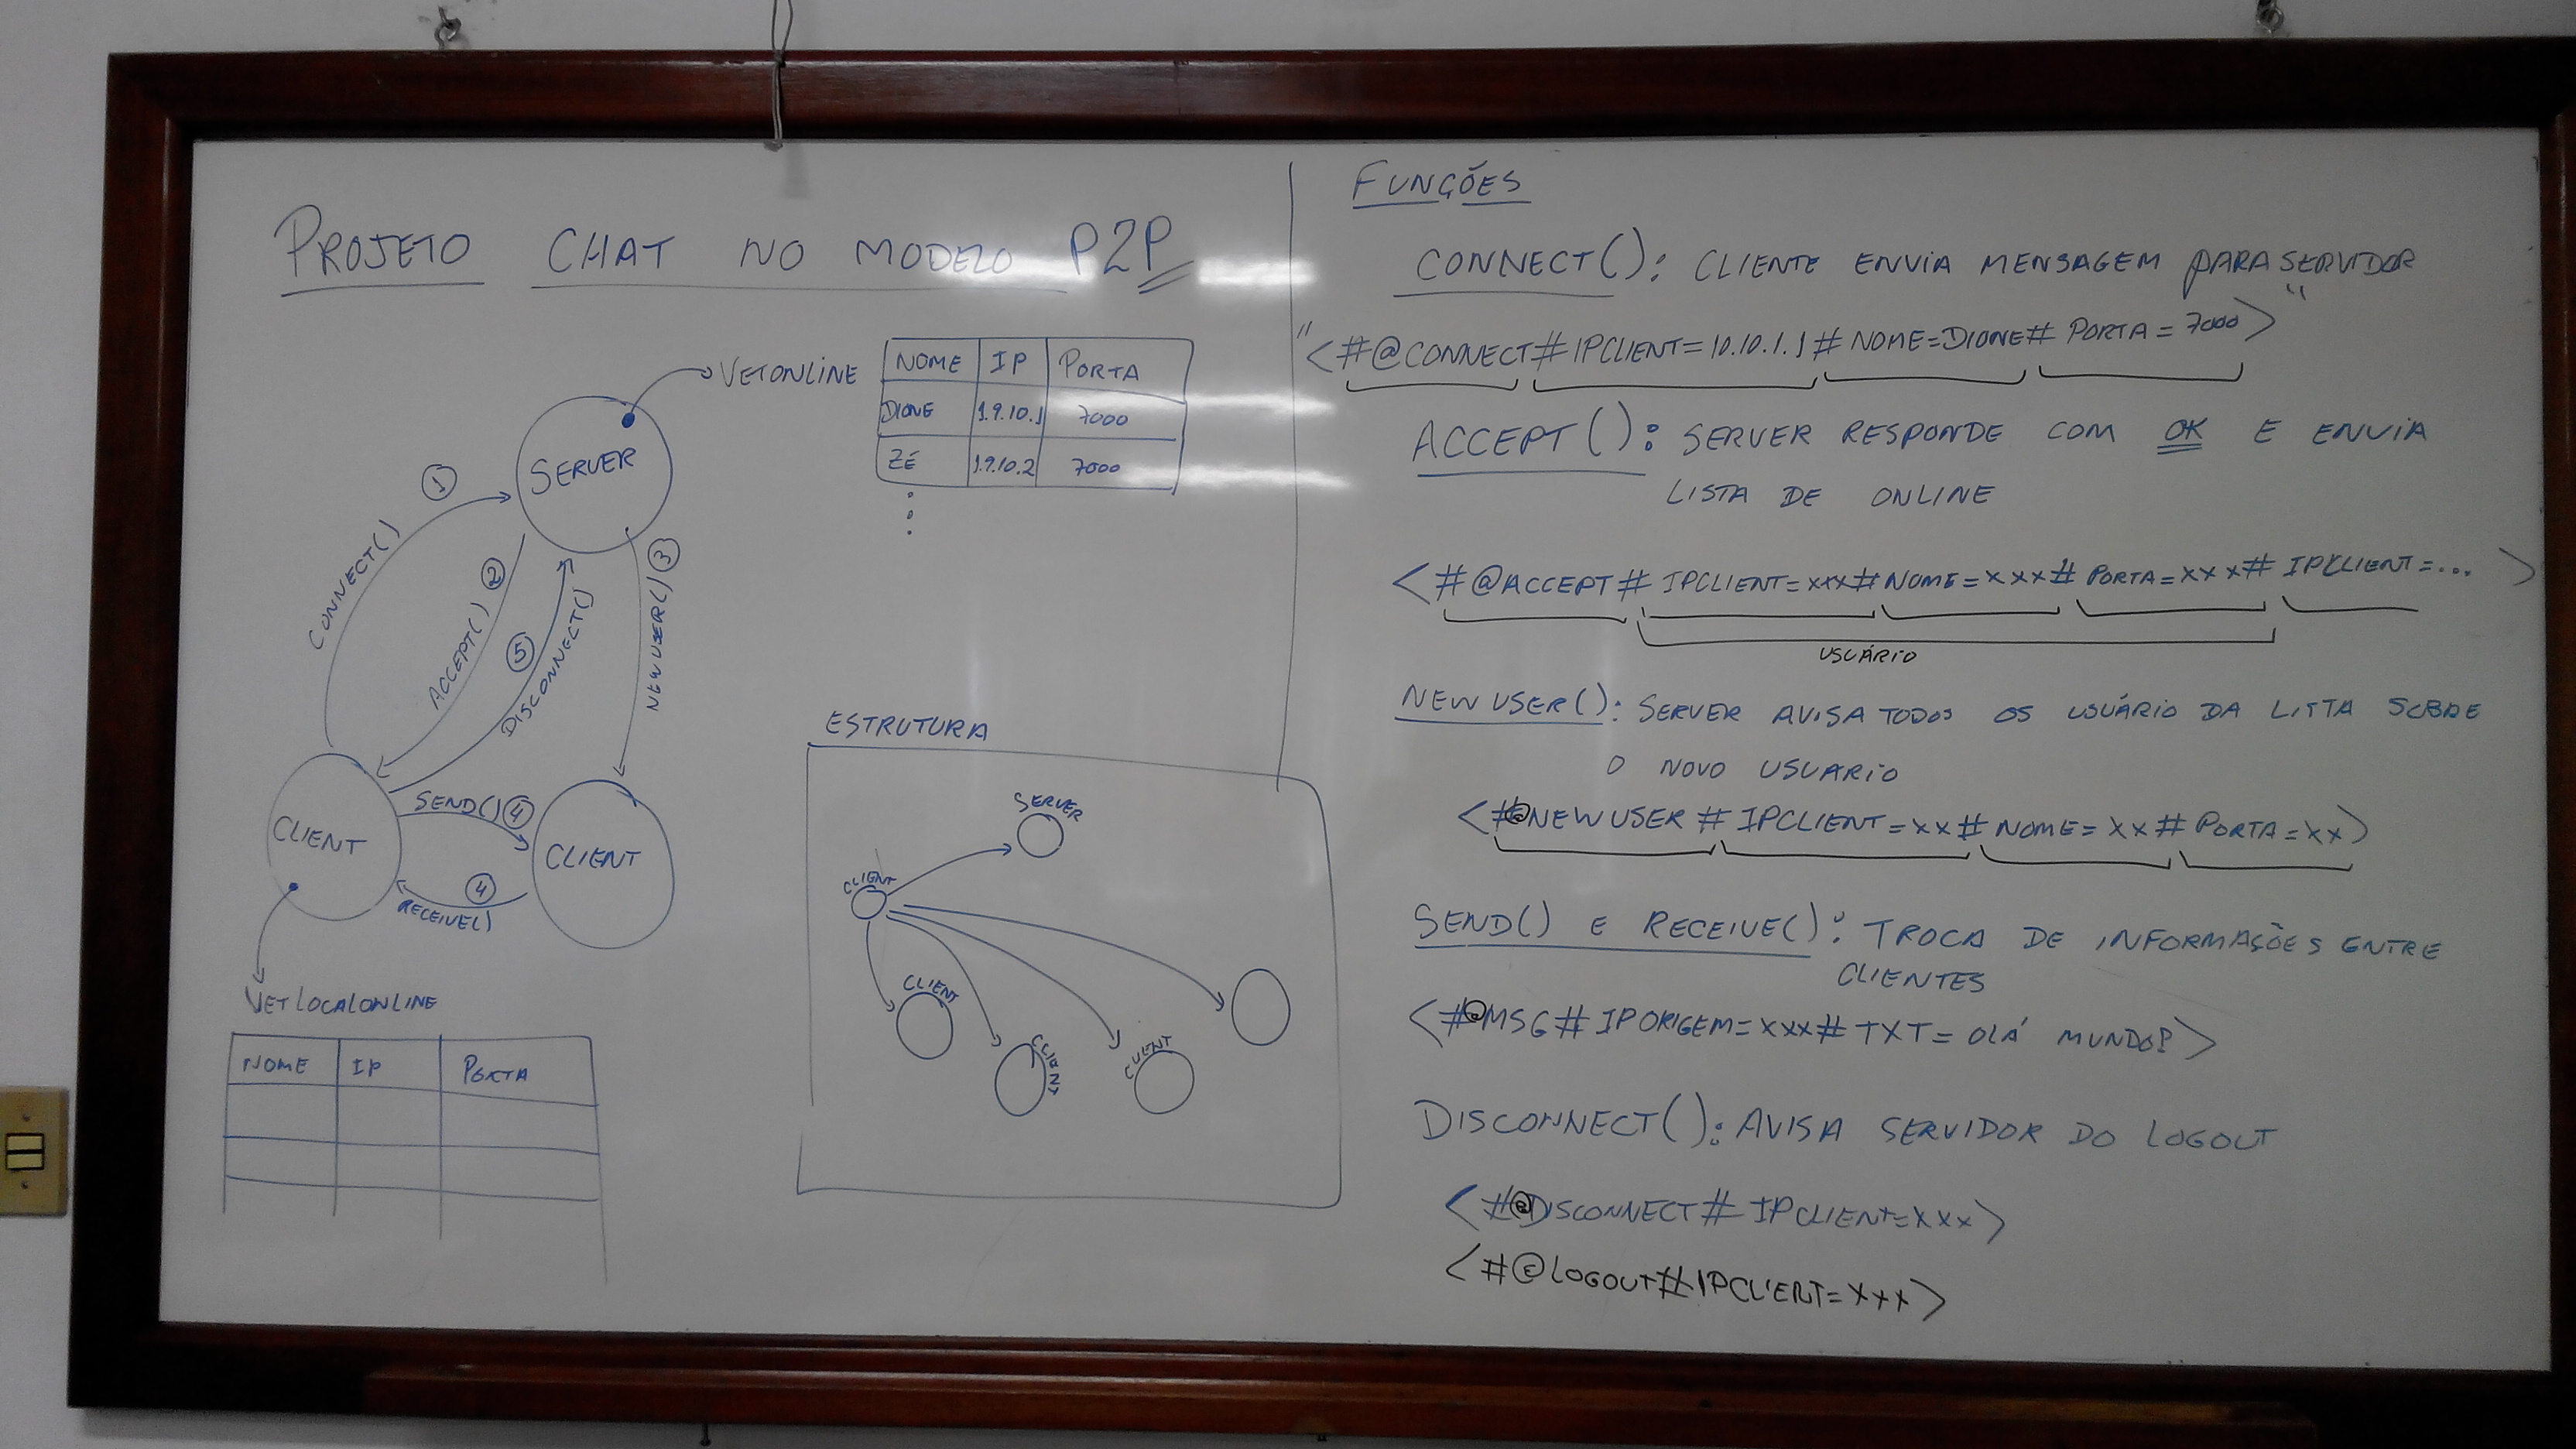 PROJETO CHAT NO MODELO P2P
VETONLINE
NOME IP PORTA
DIONE 1.9.10.1 7000
ZÉ 1.9.10.2 7000
SERVER
1
CONNECT()
ACCEPT() 2
5
DISCONNECT()
NEWUSER() 3
CLIENT
SEND() 4
CLIENT
4
RECEIVE()
VETLOCALONLINE
NOME IP PORTA
ESTRUTURA
SERVER
CLIENT
CLIENT
CLIENT
CLIENT
FUNÇÕES
CONNECT(): CLIENTE ENVIA MENSAGEM PARA SERVIDOR
"<#@CONNECT#IPCLIENT=10.10.1.1#NOME=DIONE#PORTA=7000>"
ACCEPT(): SERVER RESPONDE COM OK E ENVIA
LISTA DE ONLINE
<#@ACCEPT#IPCLIENT=xxx#NOME=xxx#PORTA=xxx#IPCLIENT=...>
USUÁRIO
NEWUSER(): SERVER AVISA TODOS OS USUÁRIO DA LISTA SOBRE
O NOVO USUARIO
<#@NEWUSER#IPCLIENT=xx#NOME=xx#PORTA=xx>
SEND() E RECEIVE(): TROCA DE INFORMAÇÕES ENTRE
CLIENTES
<#@MSG#IPORIGEM=xxx#TXT=OLÁ MUNDO!>
DISCONNECT(): AVISA SERVIDOR DO LOGOUT
<#@DISCONNECT#IPCLIENT=xxx>
<#@LOGOUT#IPCLIENT=xxx>